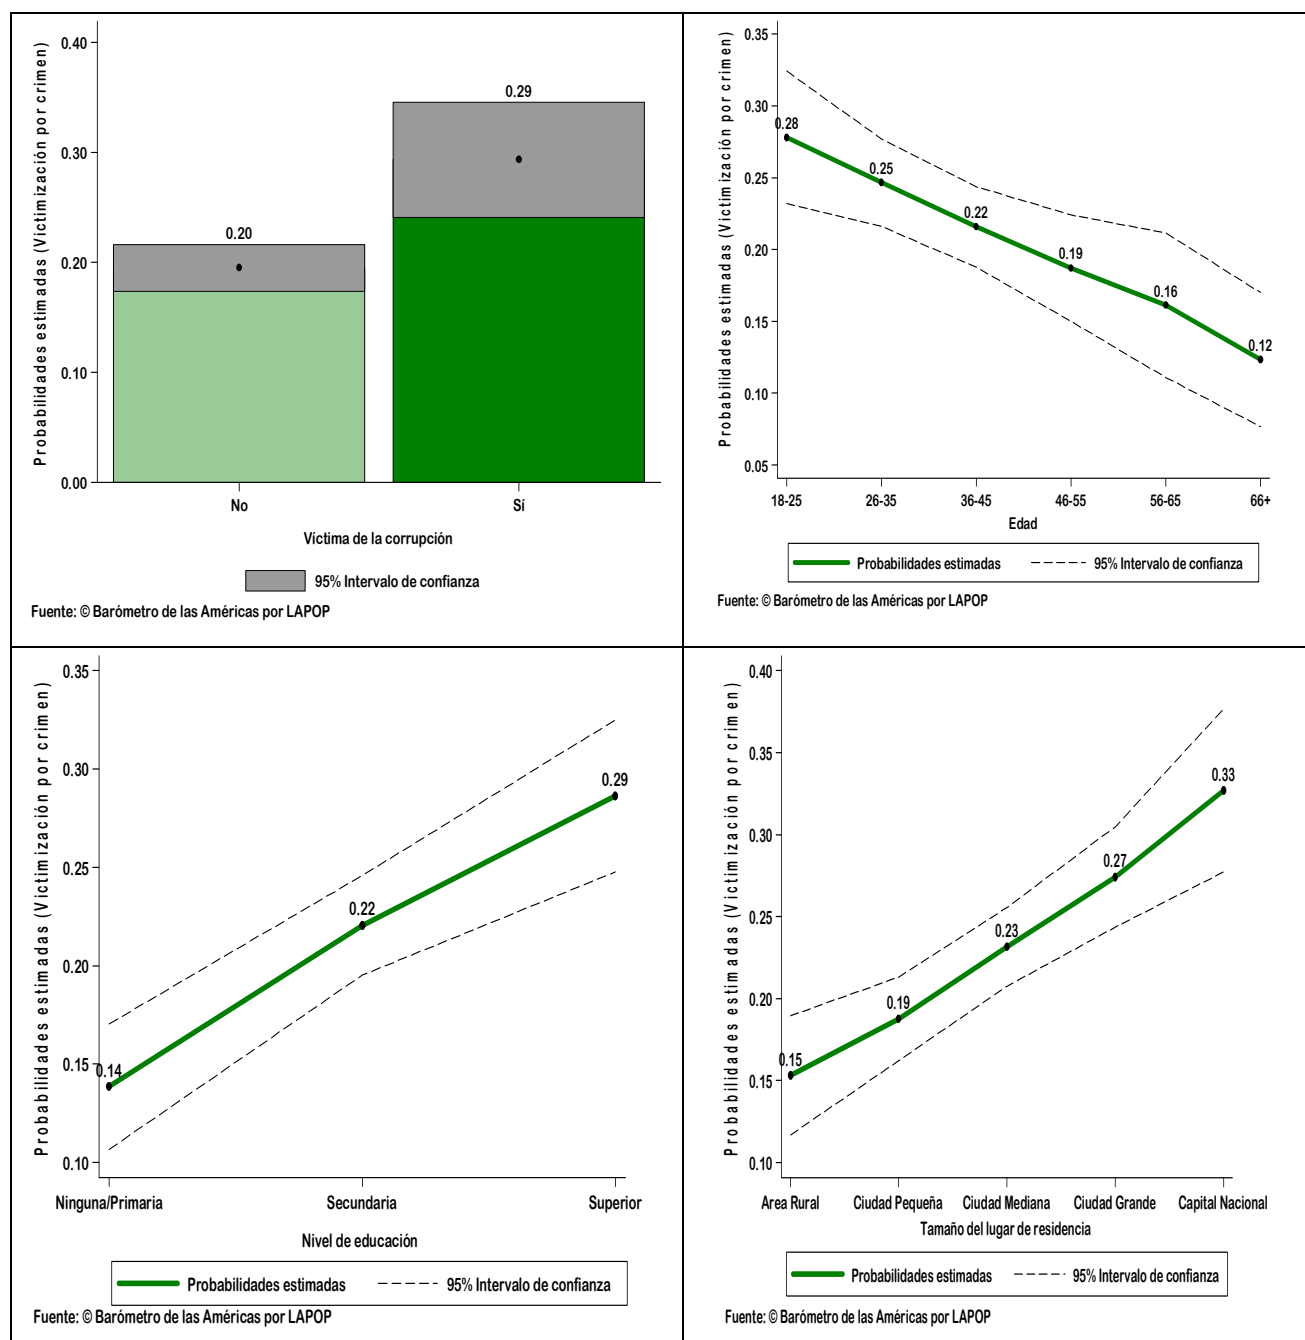 Probabilidades estimadas (Victimización por crimen)
0.40
0.30
0.20
0.10
0.00
0.20
0.29
No
Sí
Víctima de la corrupción
95% Intervalo de confianza
Fuente: © Barómetro de las Américas por LAPOP
Probabilidades estimadas (Victimización por crimen)
0.35
0.30
0.25
0.20
0.15
0.10
0.05
0.28
0.25
0.22
0.19
0.16
0.12
18-25
26-35
36-45
46-55
56-65
66+
Edad
Probabilidades estimadas
95% Intervalo de confianza
Fuente: © Barómetro de las Américas por LAPOP
Probabilidades estimadas (Victimización por crimen)
0.35
0.30
0.25
0.20
0.15
0.10
0.14
0.22
0.29
Ninguna/Primaria
Secundaria
Superior
Nivel de educación
Probabilidades estimadas
95% Intervalo de confianza
Fuente: © Barómetro de las Américas por LAPOP
Probabilidades estimadas (Victimización por crimen)
0.40
0.35
0.30
0.25
0.20
0.15
0.10
0.15
0.19
0.23
0.27
0.33
Area Rural
Ciudad Pequeña
Ciudad Mediana
Ciudad Grande
Capital Nacional
Tamaño del lugar de residencia
Probabilidades estimadas
95% Intervalo de confianza
Fuente: © Barómetro de las Américas por LAPOP